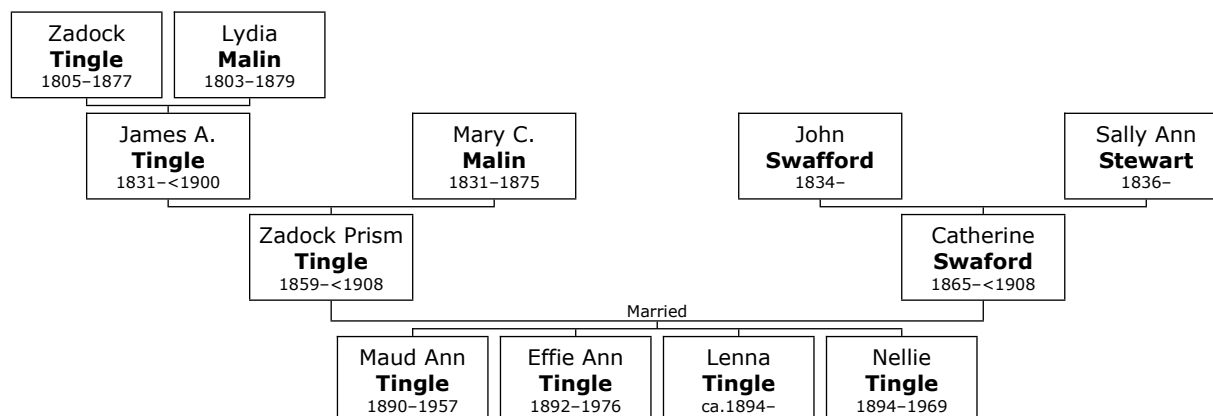 Zadock
Tingle
1805–1877
Lydia
Malin
1803–1879
James A.
Tingle
1831–<1900
Mary C.
Malin
1831–1875
John
Swafford
1834–
Sally Ann
Stewart
1836–
Zadock Prism
Tingle
1859–<1908
Catherine
Swaford
1865–<1908
Married
Maud Ann
Tingle
1890–1957
Effie Ann
Tingle
1892–1976
Lenna
Tingle
ca.1894–
Nellie
Tingle
1894–1969